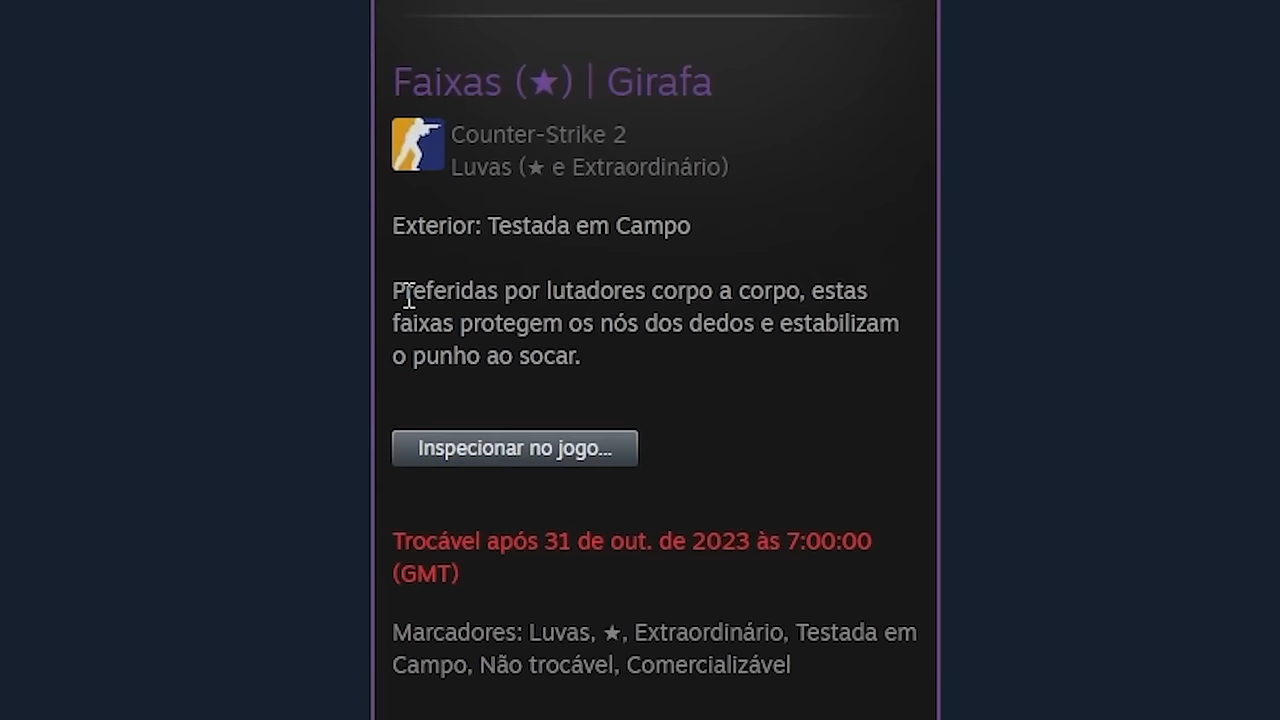 Faixas (★) | Girafa
Counter-Strike 2
Luvas (★ e Extraordinário)
Exterior: Testada em Campo
Preferidas por lutadores corpo a corpo, estas
faixas protegem os nós dos dedos e estabilizam
o punho ao socar.
Inspecionar no jogo...
Trocável após 31 de out. de 2023 às 7:00:00
(GMT)
Marcadores: Luvas, ★, Extraordinário, Testada em
Campo, Não trocável, Comercializável